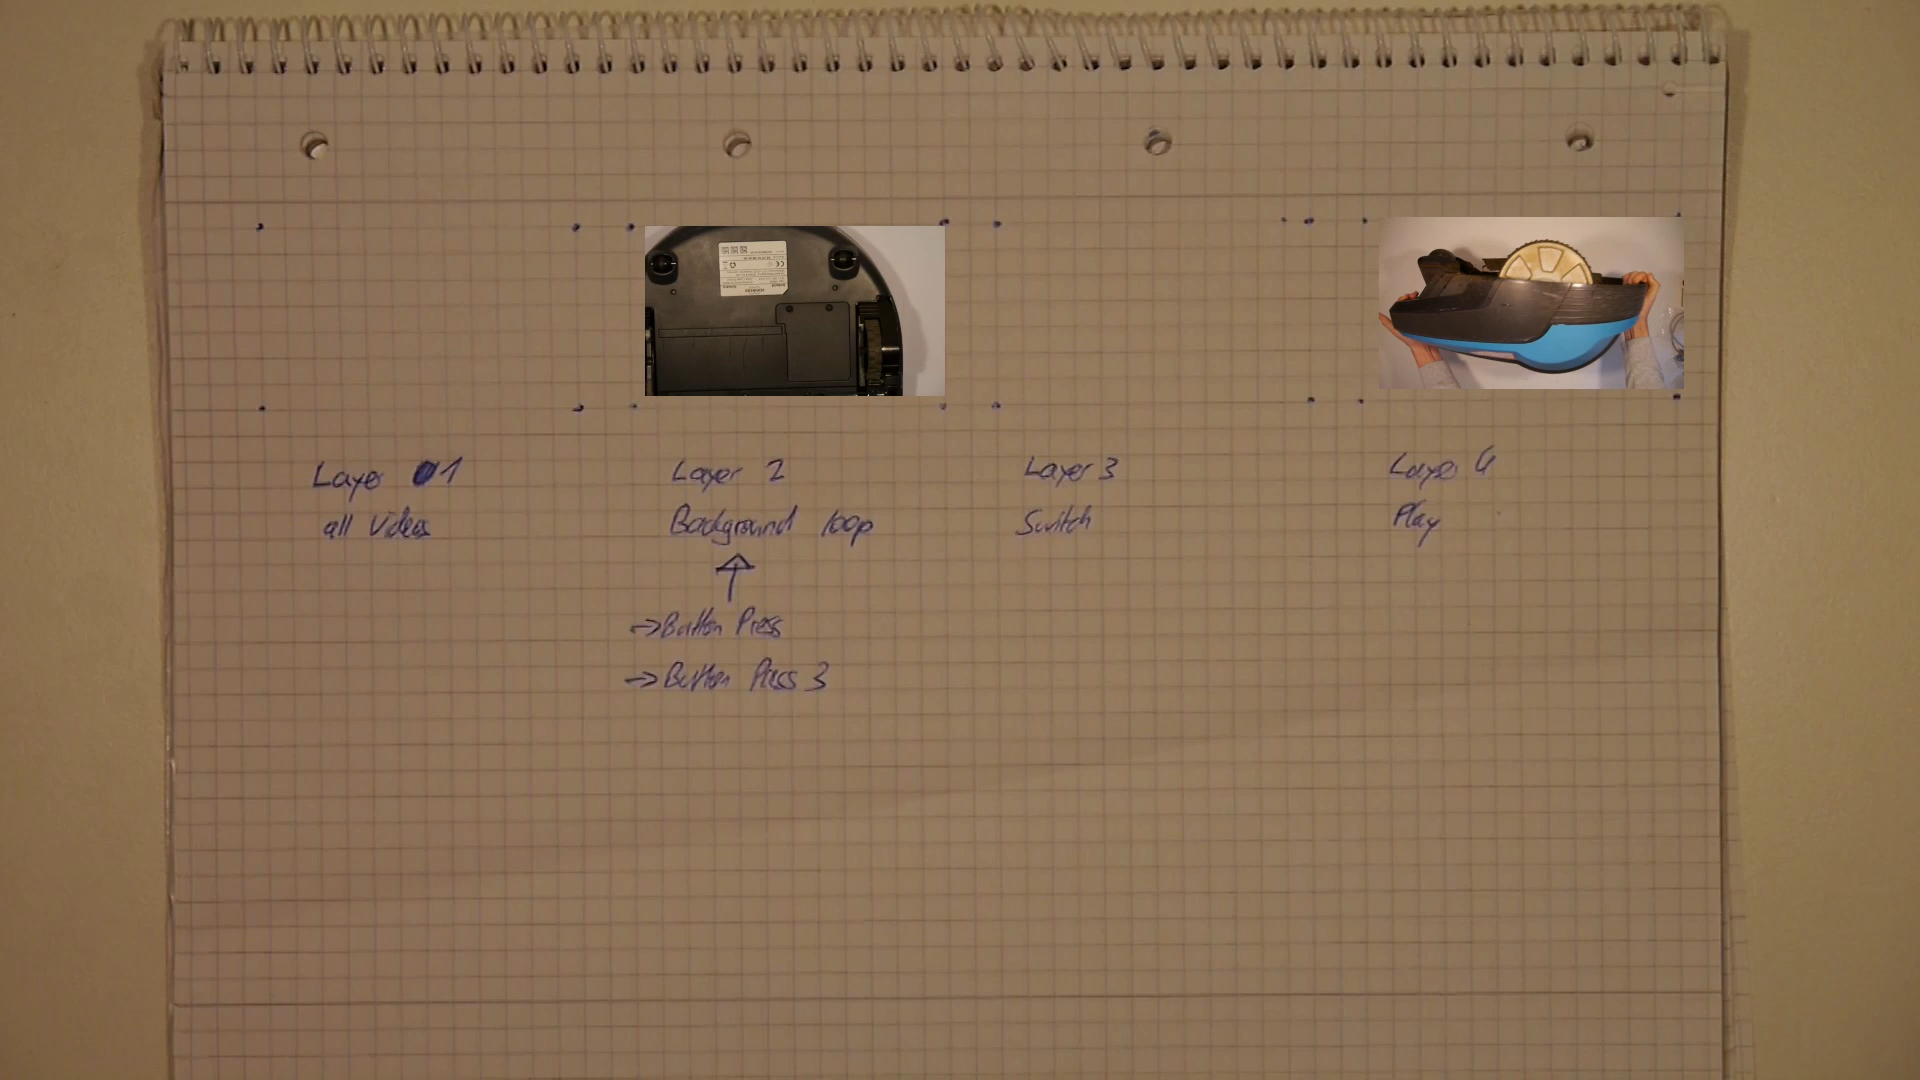 Layer 1
all Videos
Layer 2
Background loop
→Button Press
→Button Press 3
Layer 3
Switch
Layer 4
Play